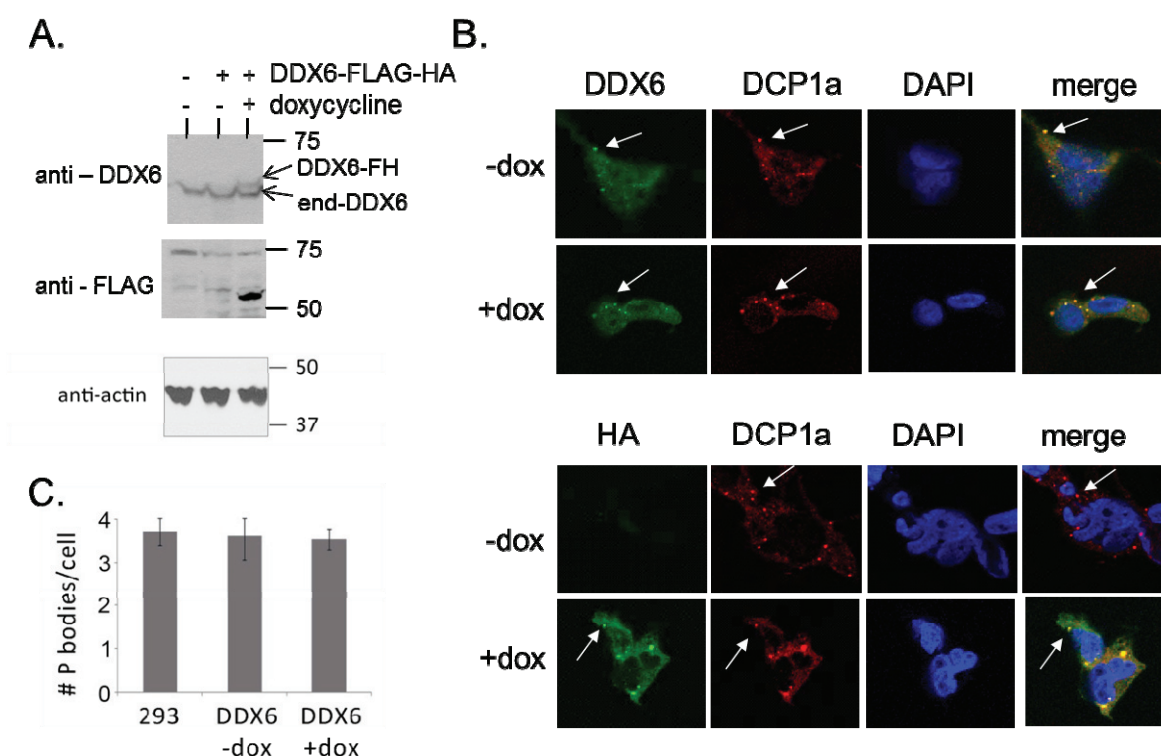 A.
- + + DDX6-FLAG-HA
- - + doxycycline
75
anti – DDX6
DDX6-FH
end-DDX6
anti - FLAG
75
50
anti-actin
50
37
B.
DDX6 DCP1a DAPI merge
-dox
+dox
HA DCP1a DAPI merge
-dox
+dox
C.
# P bodies/cell
4
3
2
1
0
293 DDX6 DDX6
-dox +dox